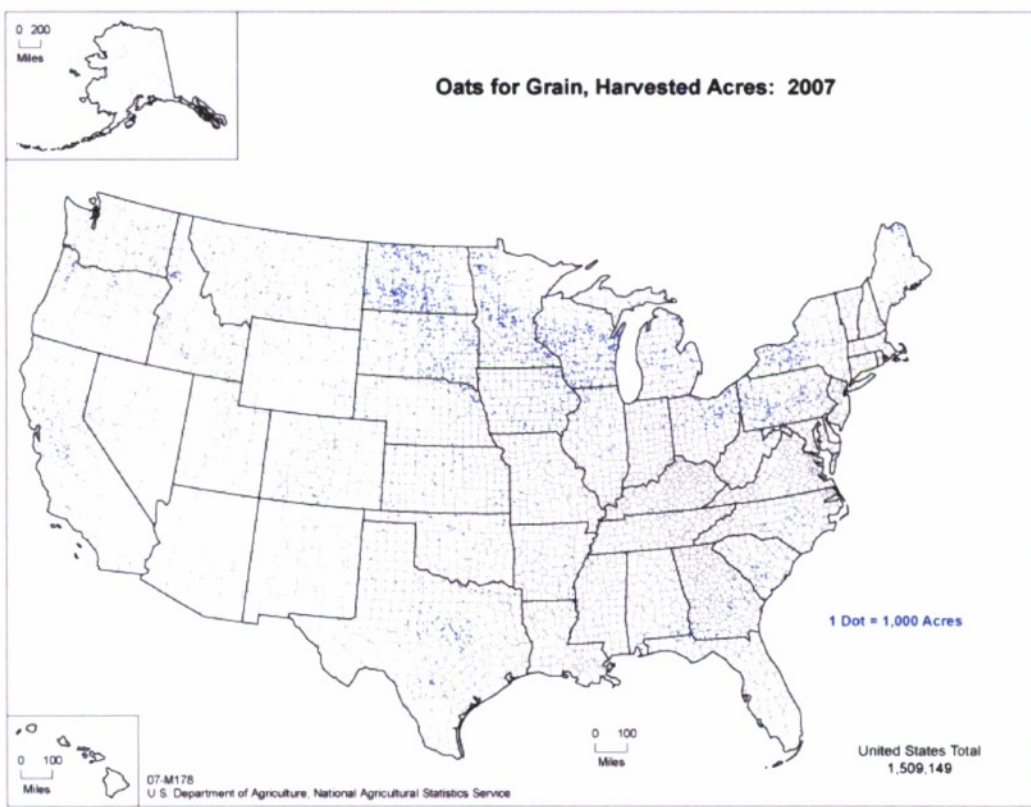 0 200
Miles
Oats for Grain, Harvested Acres: 2007
1 Dot = 1,000 Acres
0 100
Miles
0 100
Miles
United States Total
1,509,149
07-M178
U.S. Department of Agriculture, National Agricultural Statistics Service